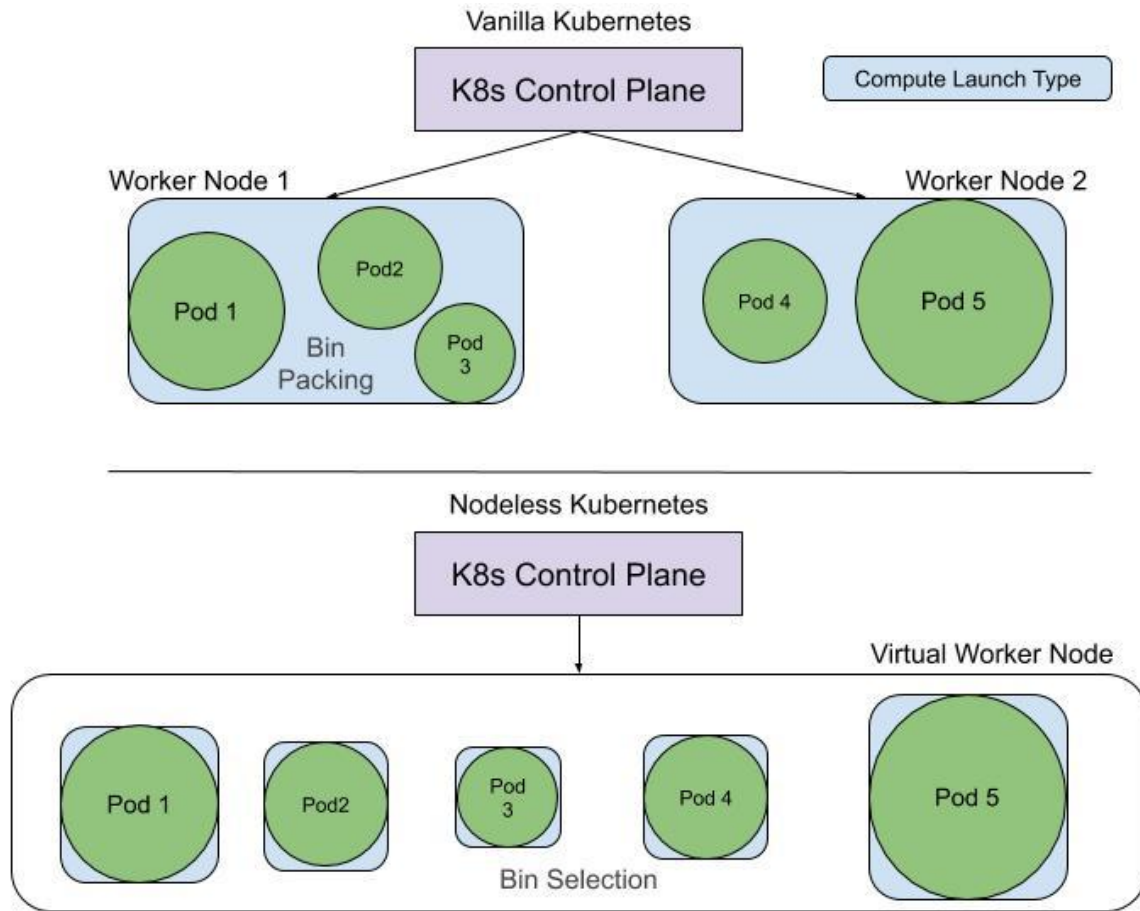 Vanilla Kubernetes
K8s Control Plane
Compute Launch Type
Worker Node 1
Worker Node 2
Pod 1
Pod2
Pod
3
Bin
Packing
Pod 4
Pod 5
Nodeless Kubernetes
K8s Control Plane
Virtual Worker Node
Pod 1
Pod2
Pod
3
Pod 4
Pod 5
Bin Selection